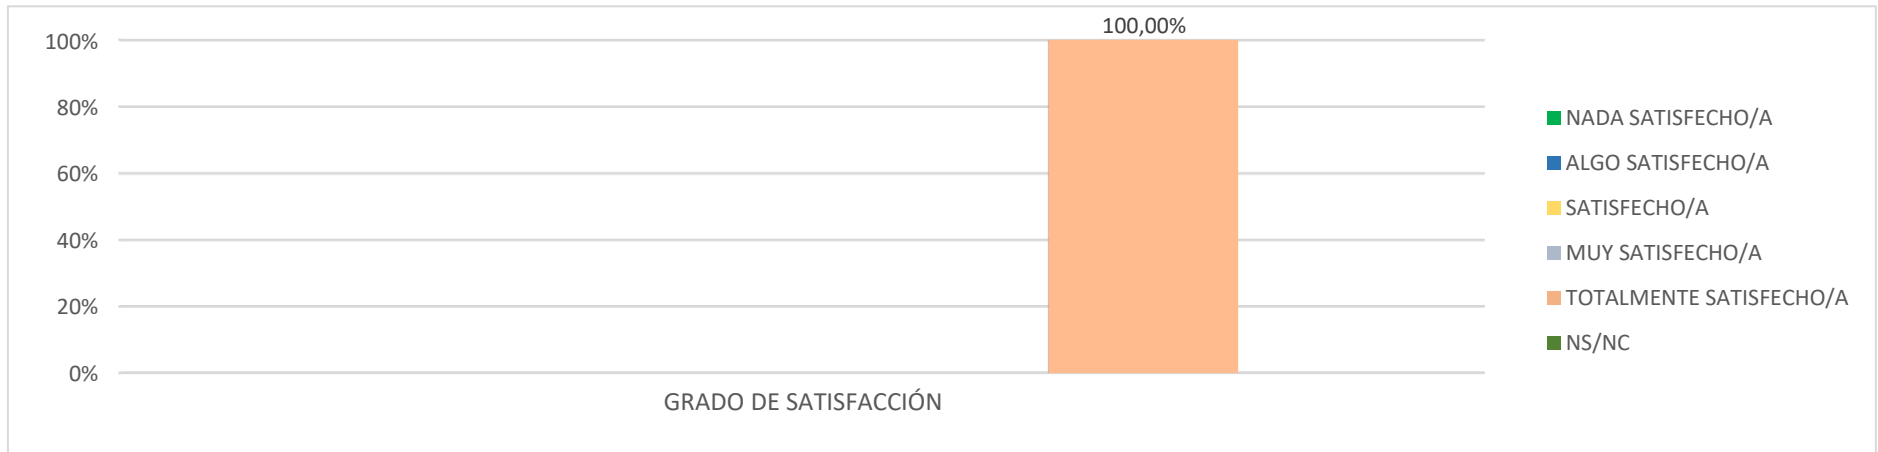 100,00%
100%
80%
60%
40%
20%
0%
GRADO DE SATISFACCIÓN
NADA SATISFECHO/A
ALGO SATISFECHO/A
SATISFECHO/A
MUY SATISFECHO/A
TOTALMENTE SATISFECHO/A
NS/NC